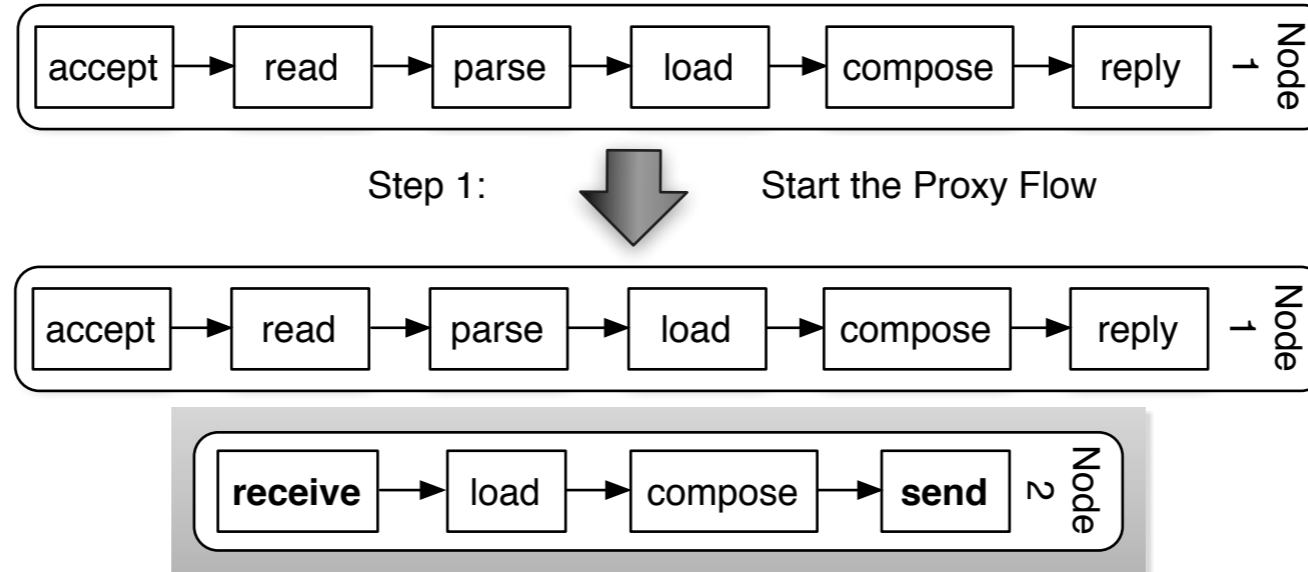 accept read parse load compose reply
Node 1
Step 1: Start the Proxy Flow
accept read parse load compose reply
Node 1
receive load compose send
Node 2